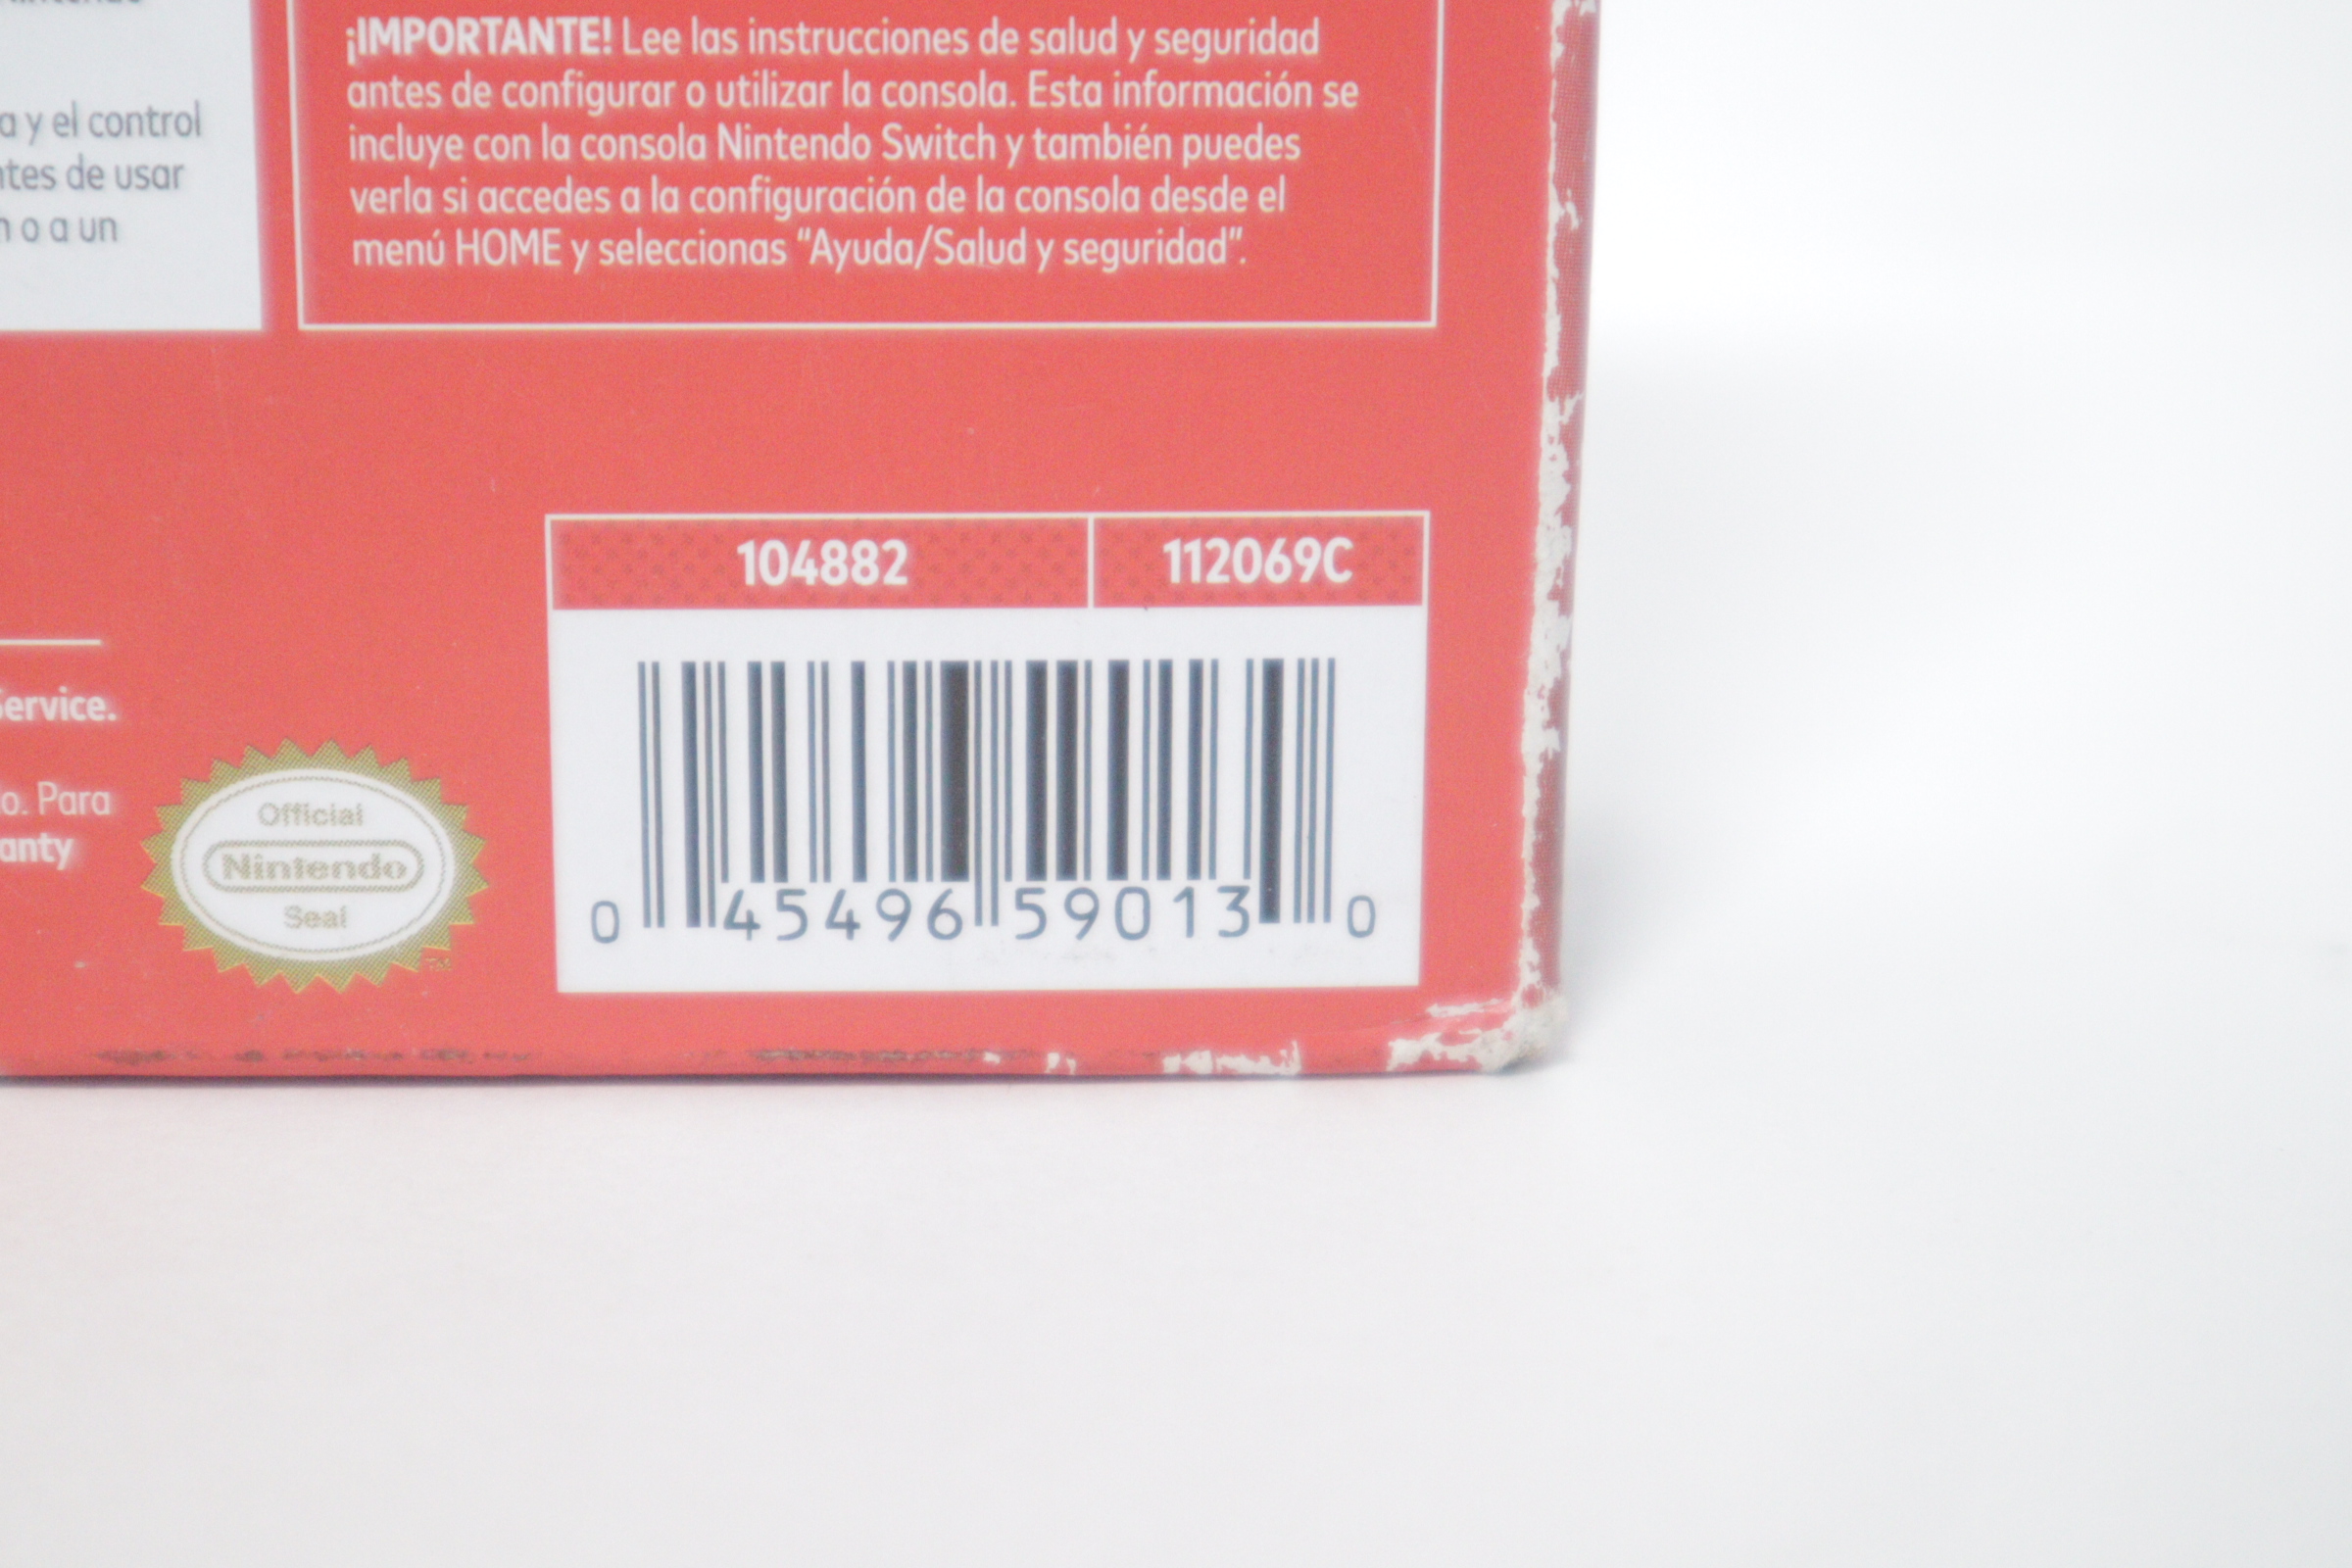 a y el control
de usar
o a un
¡IMPORTANTE! Lee las instrucciones de salud y seguridad
antes de configurar o utilizar la consola. Esta información se
incluye con la consola Nintendo Switch y también puedes
verla si accedes a la configuración de la consola desde el
menú HOME y seleccionas “Ayuda/Salud y seguridad”.
Service.
Para
Official
Nintendo
Seal
TM
104882 112069C
0 45496 59013 0